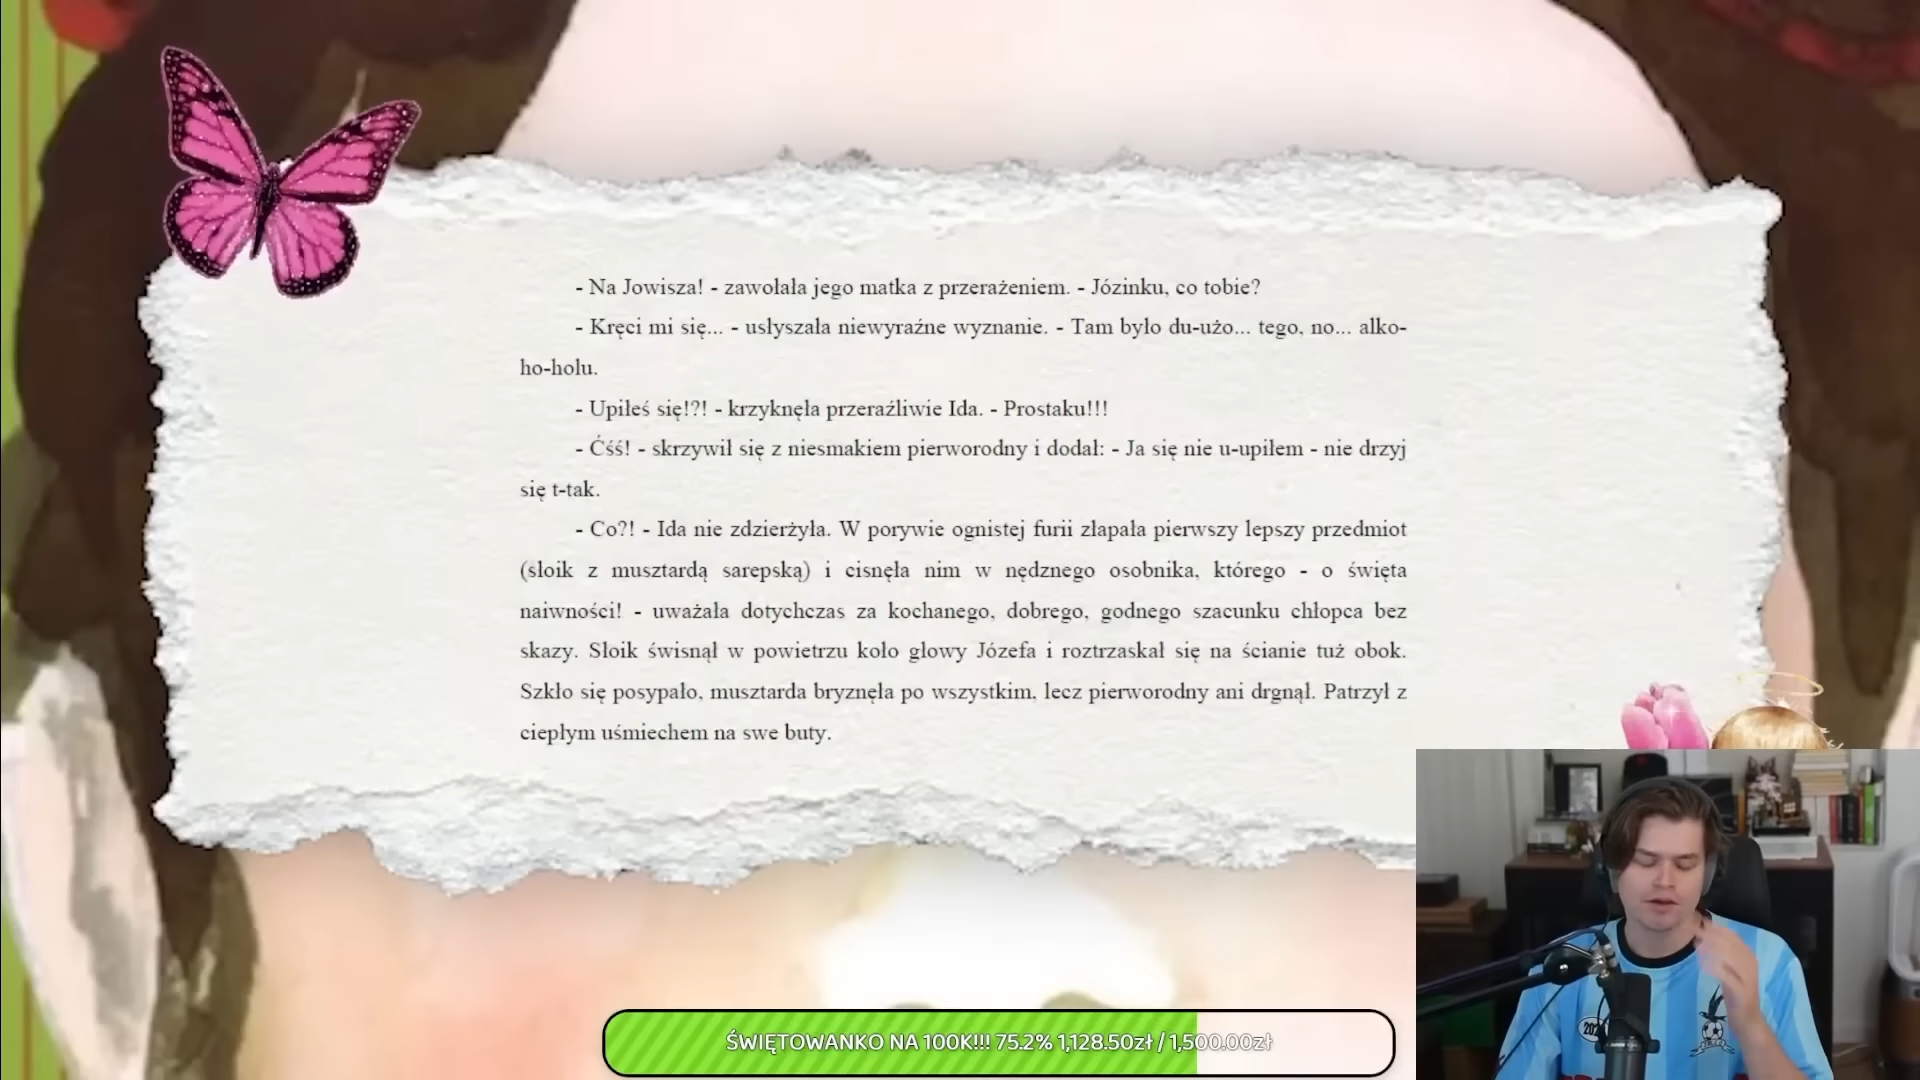 - Na Jowisza! - zawołała jego matka z przerażeniem. - Józinku, co tobie?
- Kręci mi się... - usłyszała niewyraźne wyznanie. - Tam było du-użo... tego, no... alko-
ho-holu.
- Upiłeś się!?! - krzyknęła przeraźliwie Ida. - Prostaku!!!
- Ćśś! - skrzywił się z niesmakiem pierworodny i dodał: - Ja się nie u-upiłem - nie drzyj
się t-tak.
- Co?! - Ida nie zdzierżyła. W porywie ognistej furii złapała pierwszy lepszy przedmiot
(słoik z musztardą sarepską) i cisnęła nim w nędznego osobnika, którego - o święta
naiwności! - uważała dotychczas za kochanego, dobrego, godnego szacunku chłopca bez
skazy. Słoik świsnął w powietrzu koło głowy Józefa i roztrzaskał się na ścianie tuż obok.
Szkło się posypało, musztarda bryznęła po wszystkim, lecz pierworodny ani drgnął. Patrzył z
ciepłym uśmiechem na swe buty.
ŚWIĘTOWANKO NA 100K!!! 75.2% 1,128.50zł / 1,500.00zł